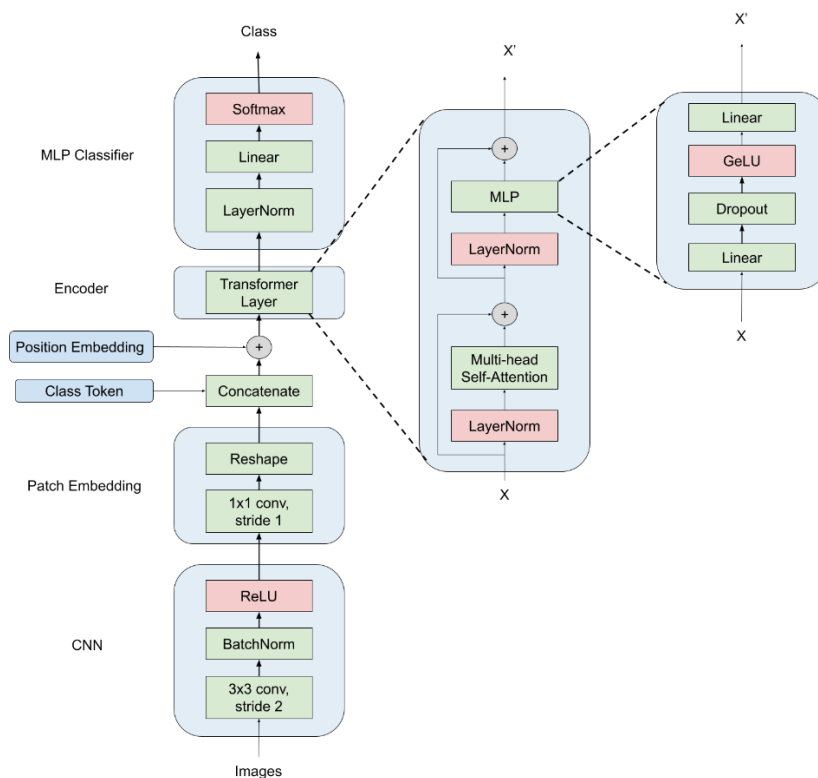 Class
Softmax
MLP Classifier
Linear
LayerNorm
Encoder
Transformer
Layer
Position Embedding
+
Class Token
Concatenate
Reshape
Patch Embedding
1x1 conv,
stride 1
ReLU
CNN
BatchNorm
3x3 conv,
stride 2
Images
X'
+
MLP
LayerNorm
+
Multi-head
Self-Attention
LayerNorm
X
X'
Linear
GeLU
Dropout
Linear
X